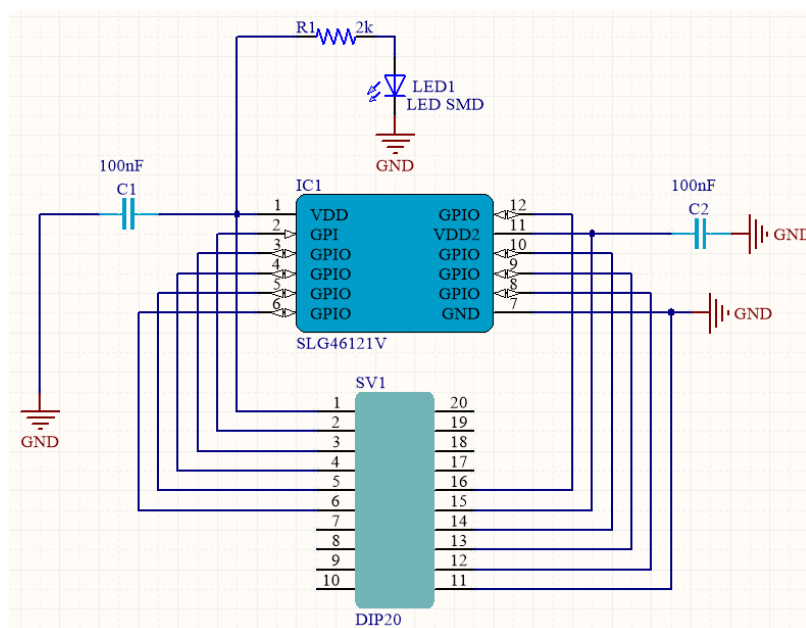 R1 2k
LED1
LED SMD
GND
100nF
C1
100nF
C2
GND
IC1
1 VDD GPIO 12
2 GPI VDD2 11
3 GPIO GPIO 10
4 GPIO GPIO 9
5 GPIO GPIO 8
6 GPIO GND 7
GND
SLG46121V
GND
SV1
1 20
2 19
3 18
4 17
5 16
6 15
7 14
8 13
9 12
10 11
DIP20